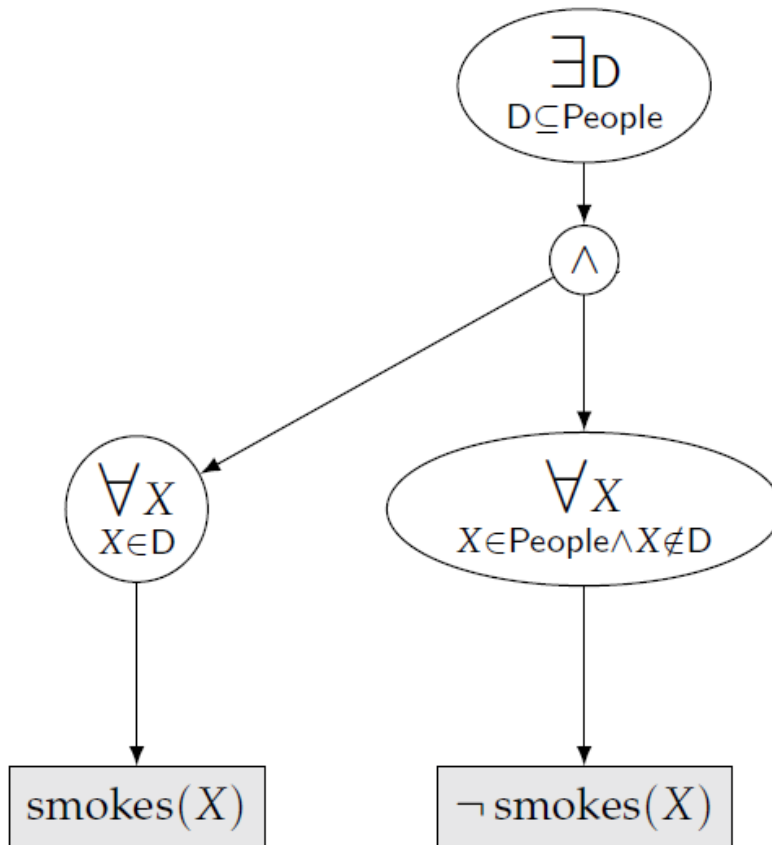 ∃D
D⊆People
∧
∀X
X∈D
∀X
X∈People∧X∉D
smokes(X)
¬ smokes(X)